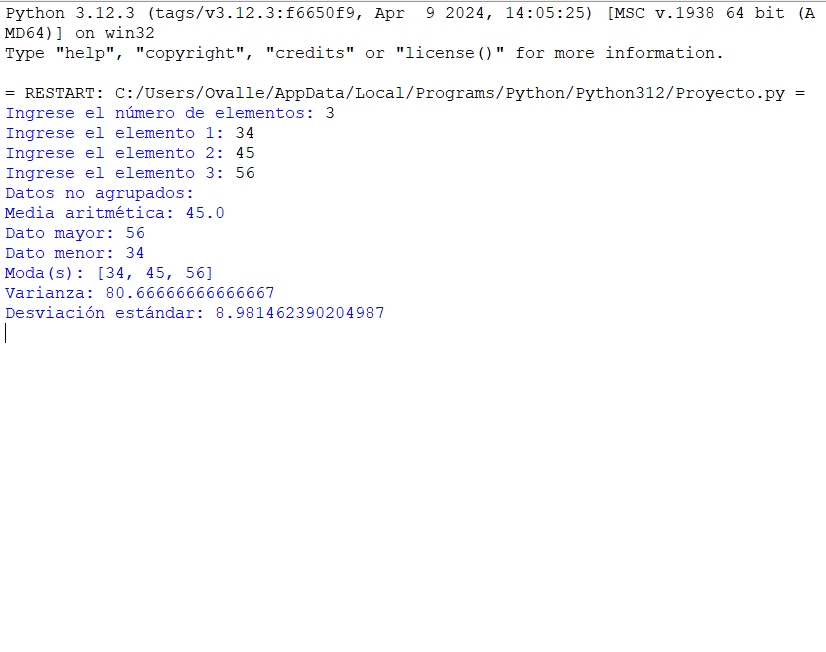 Python 3.12.3 (tags/v3.12.3:f6650f9, Apr  9 2024, 14:05:25) [MSC v.1938 64 bit (A
MD64)] on win32
Type "help", "copyright", "credits" or "license()" for more information.
= RESTART: C:/Users/Ovalle/AppData/Local/Programs/Python/Python312/Proyecto.py =
Ingrese el número de elementos: 3
Ingrese el elemento 1: 34
Ingrese el elemento 2: 45
Ingrese el elemento 3: 56
Datos no agrupados:
Media aritmética: 45.0
Dato mayor: 56
Dato menor: 34
Moda(s): [34, 45, 56]
Varianza: 80.66666666666667
Desviación estándar: 8.981462390204987